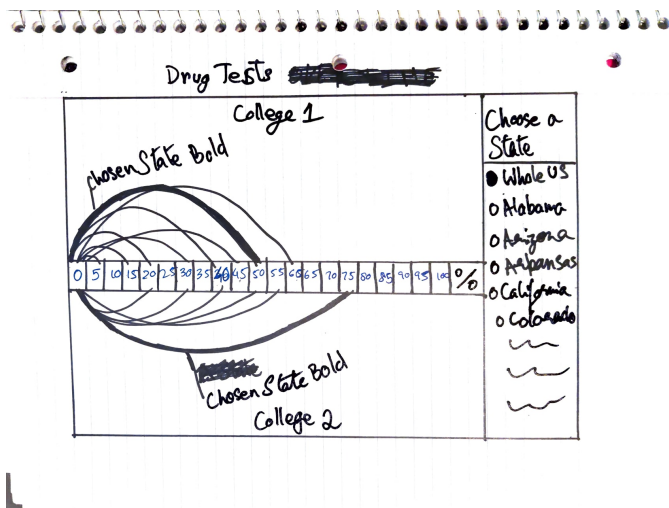 Drug Tests
College 1
chosen State Bold
0 5 10 15 20 25 30 35 40 45 50 55 60 65 70 75 80 85 90 95 100 %
Chosen State Bold
College 2
Choose a
State
Whole US
Alabama
Arizona
Arkansas
California
Colorado